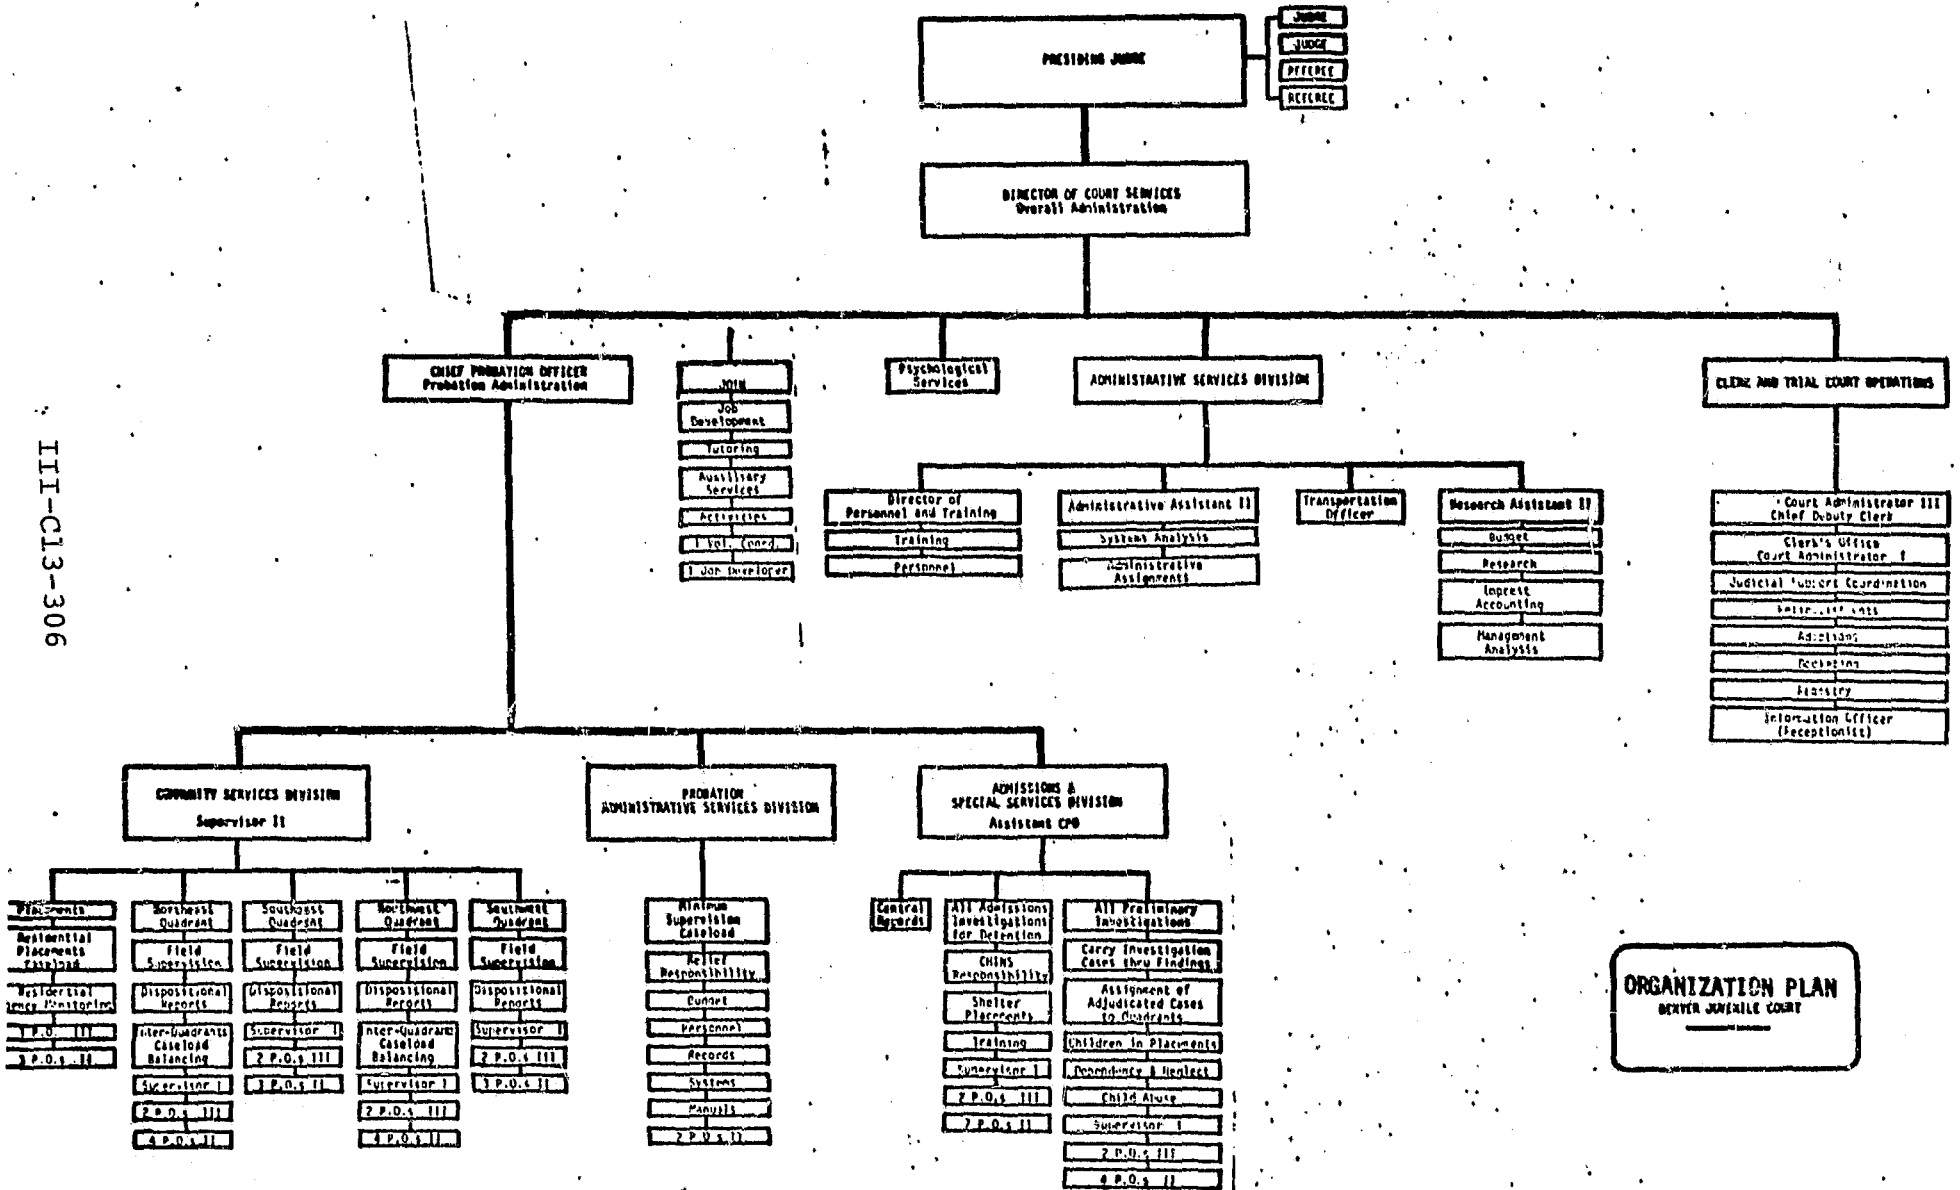 PRESIDING JUDGE
JUDGE
JUDGE
REFEREE
REFEREE
DIRECTOR OF COURT SERVICES
Overall Administration
CHIEF PROBATION OFFICER
Probation Administration
JOIN
Job
Development
Tutoring
Auxiliary
Services
Activities
1 Vol. Coord.
1 Job Developer
Psychological
Services
ADMINISTRATIVE SERVICES DIVISION
Director of
Personnel and Training
Training
Personnel
Administrative Assistant II
Systems Analysis
Administrative
Assignments
Transportation
Officer
Research Assistant II
Budget
Research
Imprest
Accounting
Management
Analysis
CLERK AND TRIAL COURT OPERATIONS
Court Administrator III
Chief Deputy Clerk
Clerk's Office
Court Administrator I
Judicial Support Coordination
Adoptions
Docketing
Registry
Information Officer
(Receptionist)
III-C13-306
COMMUNITY SERVICES DIVISION
Supervisor II
Placements
Residential
Placements
Caseload
Residential
Monitoring
1 P.O. III
3 P.O.s II
Northeast
Quadrant
Field
Supervision
Dispositional
Reports
Inter-Quadrants
Caseload
Balancing
Supervisor I
2 P.O.s III
4 P.O.s II
Southeast
Quadrant
Field
Supervision
Dispositional
Reports
Supervisor I
2 P.O.s III
3 P.O.s II
Northwest
Quadrant
Field
Supervision
Dispositional
Reports
Inter-Quadrant
Caseload
Balancing
Supervisor I
2 P.O.s III
4 P.O.s II
Southwest
Quadrant
Field
Supervision
Dispositional
Reports
Supervisor I
2 P.O.s III
3 P.O.s II
PROBATION
ADMINISTRATIVE SERVICES DIVISION
Minimum
Supervision
Caseload
Relief
Responsibility
Budget
Personnel
Records
Systems
Manuals
2 P.O.s II
ADMISSIONS &
SPECIAL SERVICES DIVISION
Assistant CPO
Central
Records
All Admissions
Investigations
for Detention
CHINS
Responsibility
Shelter
Placements
Training
Supervisor I
2 P.O.s III
7 P.O.s II
All Preliminary
Investigations
Carry Investigation
Cases thru Findings
Assignment of
Adjudicated Cases
to Quadrants
Children in Placements
Dependency & Neglect
Child Abuse
Supervisor I
2 P.O.s III
4 P.O.s II
ORGANIZATION PLAN
DENVER JUVENILE COURT